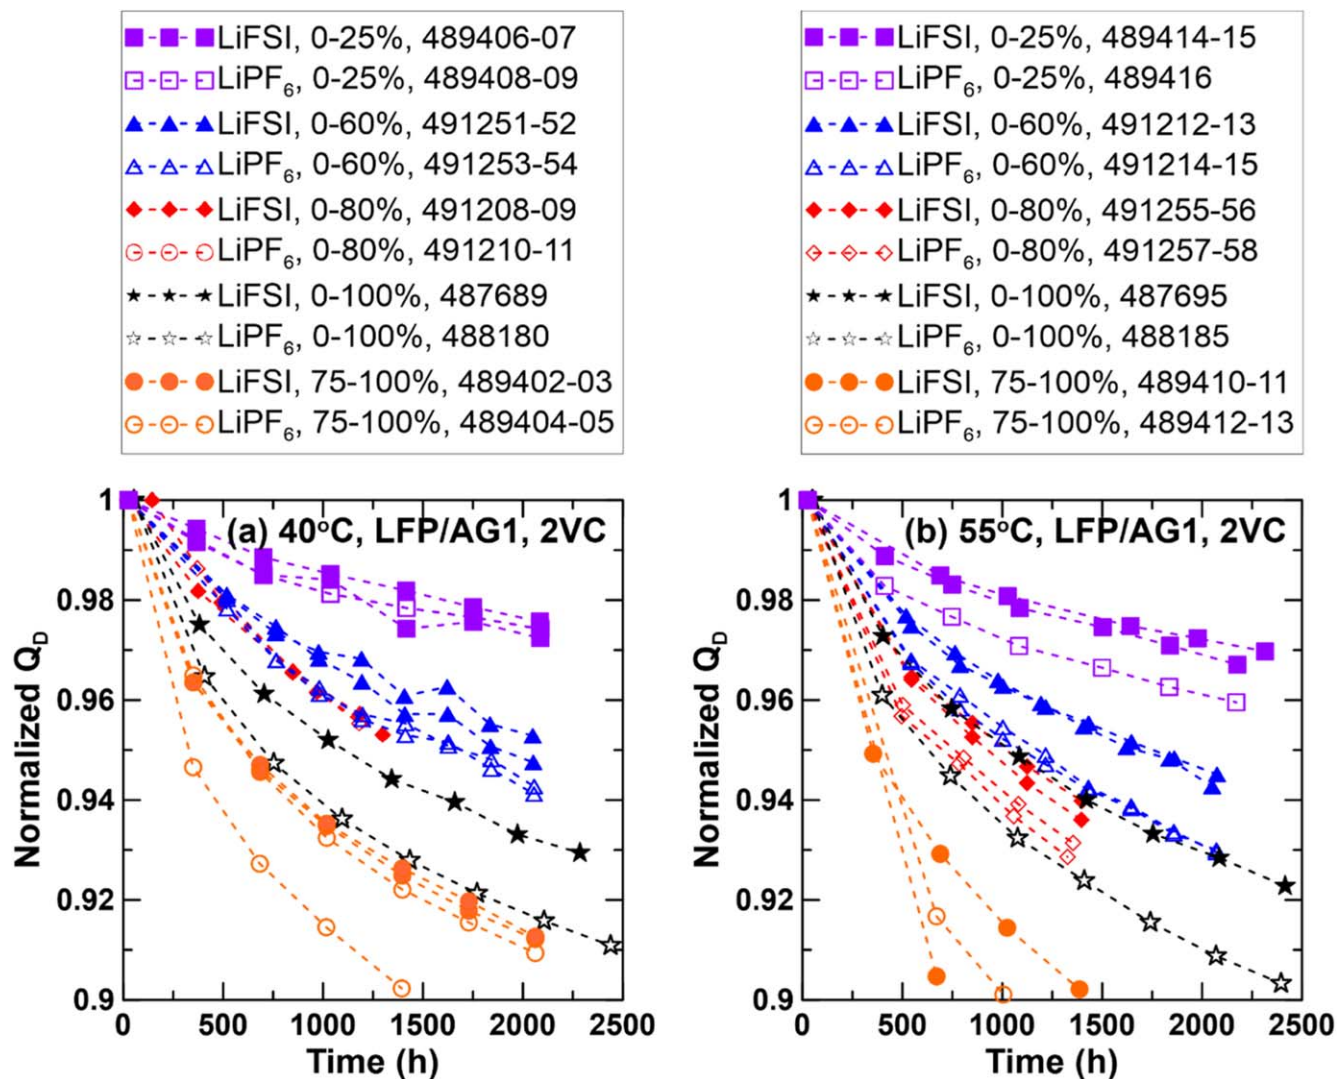 LiFSI, 0-25%, 489406-07
LiPF6, 0-25%, 489408-09
LiFSI, 0-60%, 491251-52
LiPF6, 0-60%, 491253-54
LiFSI, 0-80%, 491208-09
LiPF6, 0-80%, 491210-11
LiFSI, 0-100%, 487689
LiPF6, 0-100%, 488180
LiFSI, 75-100%, 489402-03
LiPF6, 75-100%, 489404-05
LiFSI, 0-25%, 489414-15
LiPF6, 0-25%, 489416
LiFSI, 0-60%, 491212-13
LiPF6, 0-60%, 491214-15
LiFSI, 0-80%, 491255-56
LiPF6, 0-80%, 491257-58
LiFSI, 0-100%, 487695
LiPF6, 0-100%, 488185
LiFSI, 75-100%, 489410-11
LiPF6, 75-100%, 489412-13
(a) 40°C, LFP/AG1, 2VC
Normalized QD
1
0.98
0.96
0.94
0.92
0.9
0 500 1000 1500 2000 2500
Time (h)
(b) 55°C, LFP/AG1, 2VC
Normalized QD
1
0.98
0.96
0.94
0.92
0.9
0 500 1000 1500 2000 2500
Time (h)